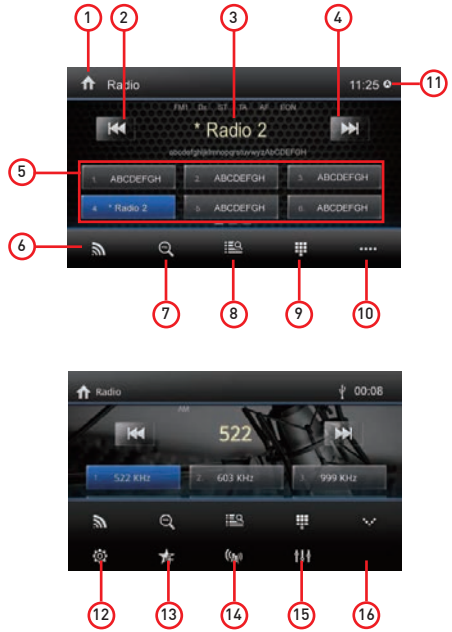 1 2 3 4
Radio 11:25 11
FM1 Dx ST TA AF EON
* Radio 2
abcdefghijklmnopqrstuvwyzAbCDEFGH
5
1. ABCDEFGH 2. ABCDEFGH 3. ABCDEFGH
4. * Radio 2 5. ABCDEFGH 6. ABCDEFGH
6
7 8 9 10
Radio 00:08
AM
522
1. 522 KHz 2. 603 KHz 3. 999 KHz
12 13 14 15 16